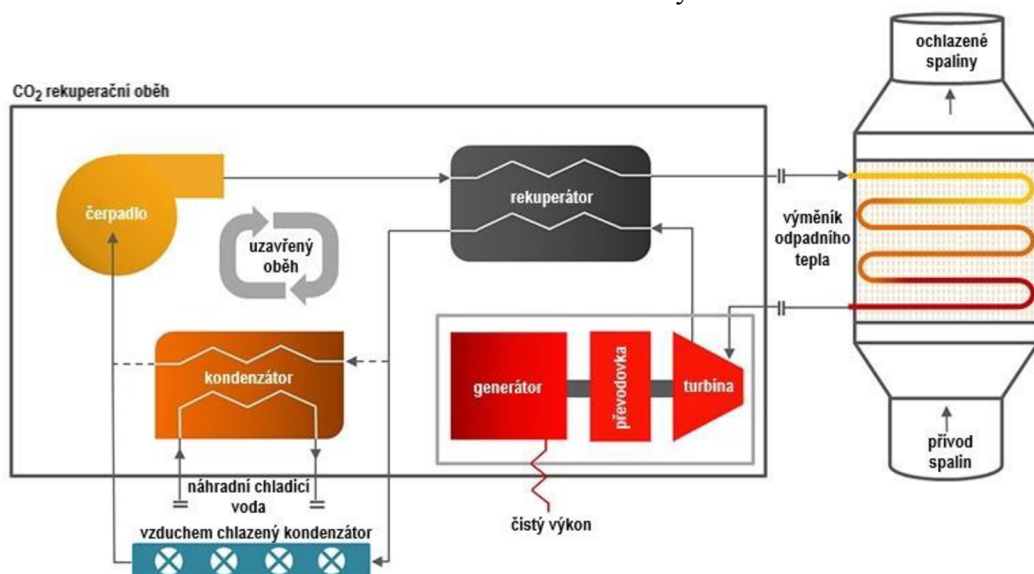 ochlazené
spaliny
CO₂ rekuperační oběh
čerpadlo
rekuperátor
uzavřený
oběh
výměník
odpadního
tepla
kondenzátor
generátor
převodovka
turbína
přívod
spalin
náhradní chladicí
voda
čistý výkon
vzduchem chlazený kondenzátor